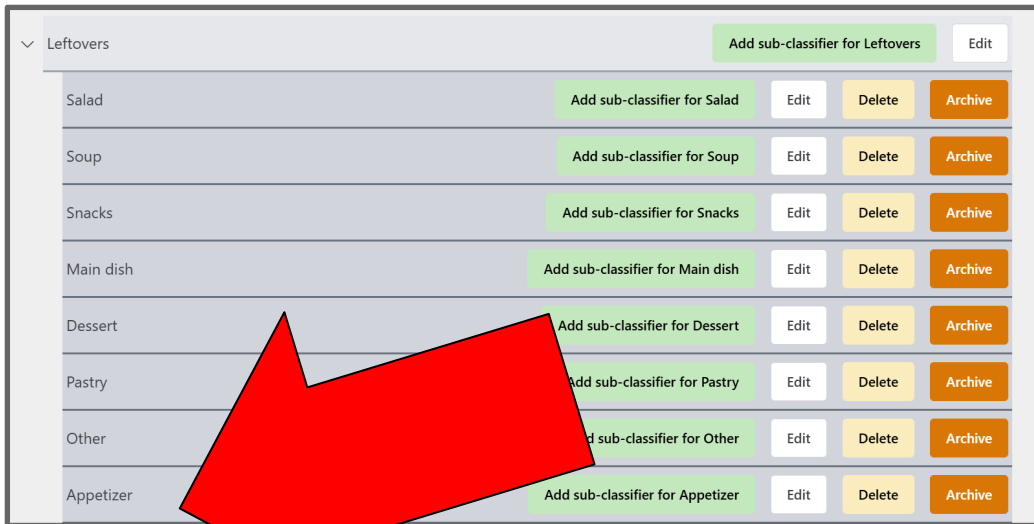 Leftovers Add sub-classifier for Leftovers Edit
Salad Add sub-classifier for Salad Edit Delete Archive
Soup Add sub-classifier for Soup Edit Delete Archive
Snacks Add sub-classifier for Snacks Edit Delete Archive
Main dish Add sub-classifier for Main dish Edit Delete Archive
Dessert Add sub-classifier for Dessert Edit Delete Archive
Pastry Add sub-classifier for Pastry Edit Delete Archive
Other sub-classifier for Other Edit Delete Archive
Appetizer Add sub-classifier for Appetizer Edit Delete Archive